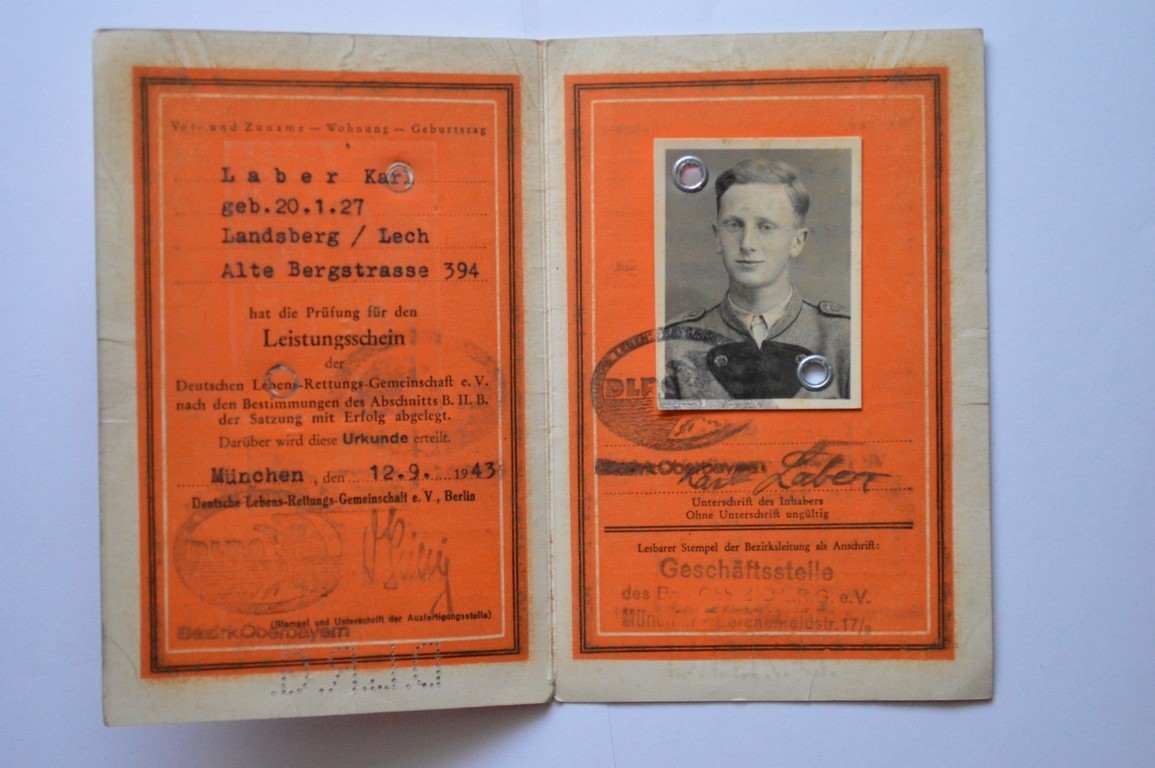 Vor- und Zuname — Wohnung — Geburtstag
Laber Karl
geb.20.1.27
Landsberg / Lech
Alte Bergstrasse 394
hat die Prüfung für den
Leistungsschein
der
Deutschen Lebens-Rettungs-Gemeinschaft e. V.
nach den Bestimmungen des Abschnitts B. II. B.
der Satzung mit Erfolg abgelegt.
Darüber wird diese Urkunde erteilt.
München, den 12.9. 1943
Deutsche Lebens-Rettungs-Gemeinschaft e. V., Berlin
DLRG
(Stempel und Unterschrift der Ausfertigungsstelle)
Bezirk Oberbayern
D.L.R.G.
DLRG
Bezirk Oberbayern
Karl Laber
Unterschrift des Inhabers
Ohne Unterschrift ungültig
Lesbarer Stempel der Bezirksleitung als Anschrift:
Geschäftsstelle
des D.L.R.G. e.V.
München - Lerchenfeldstr. 17/